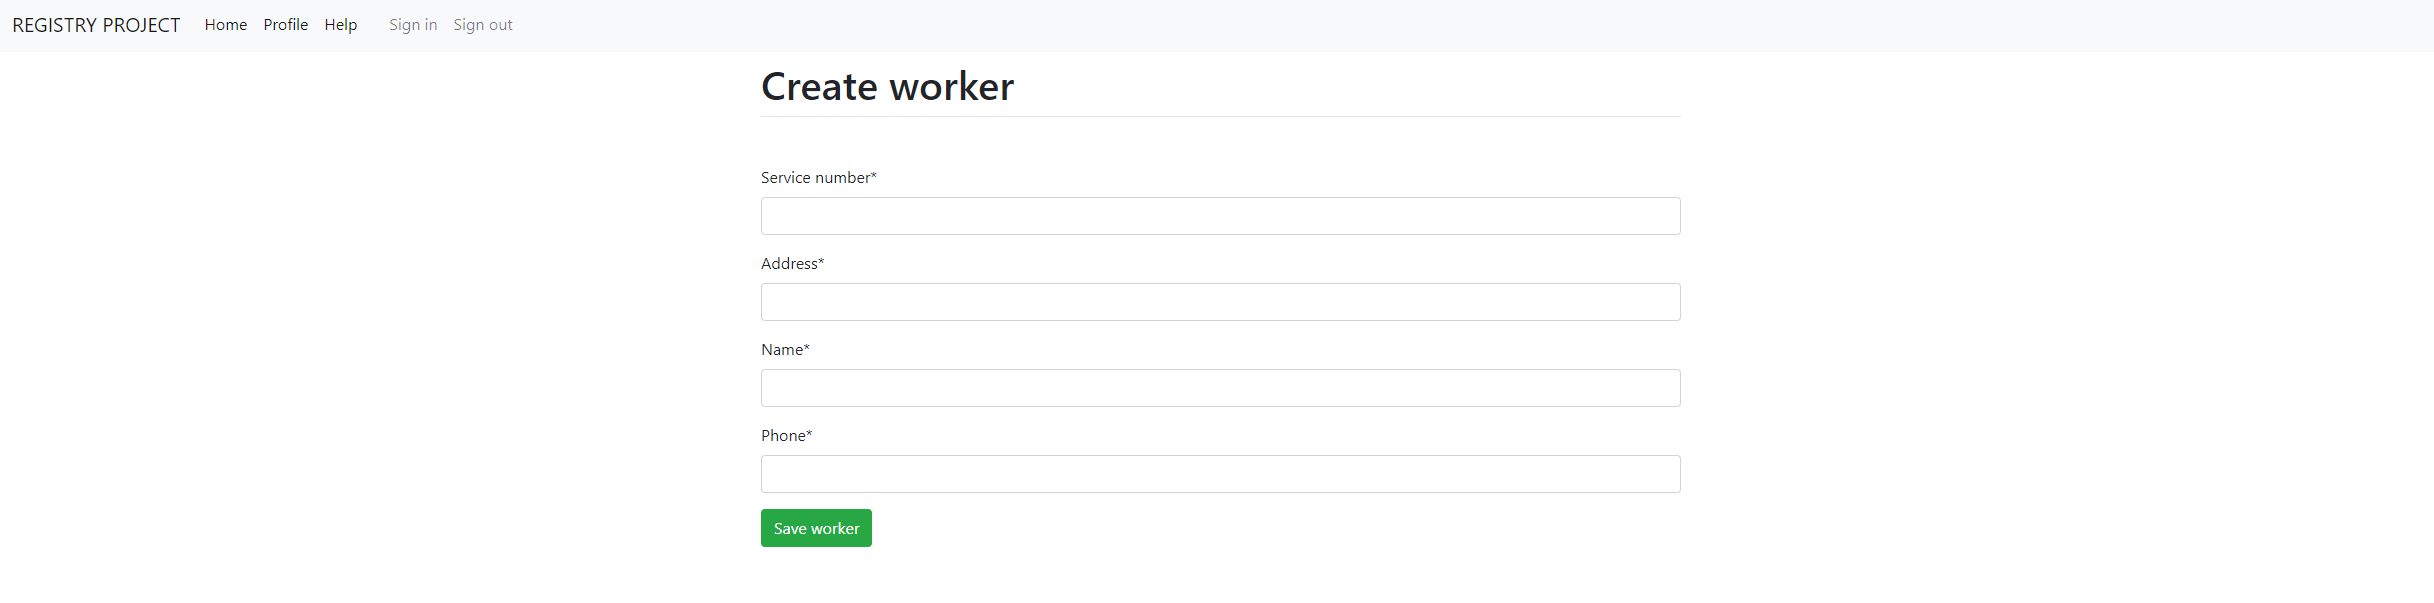 REGISTRY PROJECT Home Profile Help Sign in Sign out
Create worker
Service number*
Address*
Name*
Phone*
Save worker